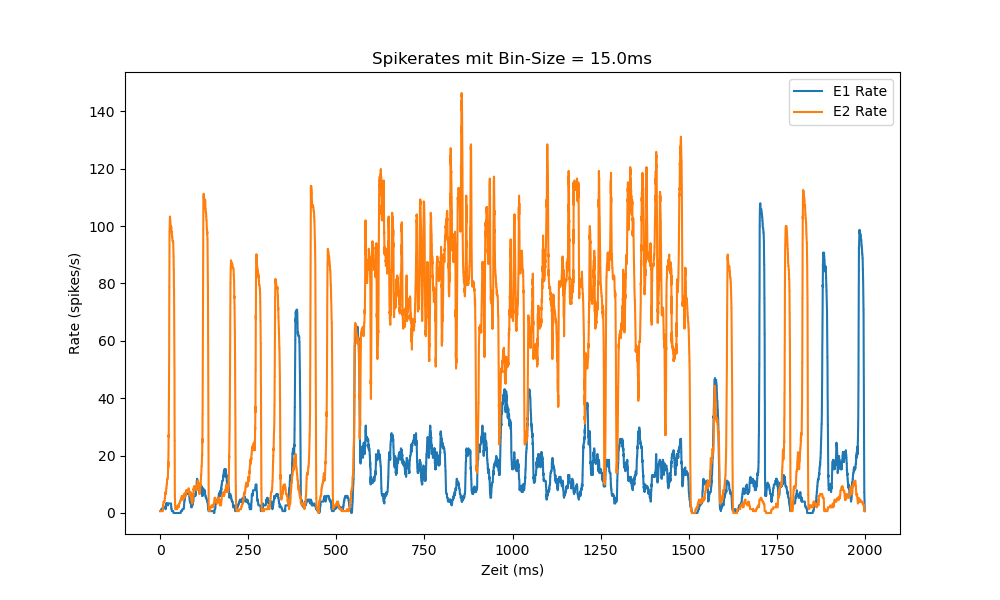 Spikerates mit Bin-Size = 15.0ms
E1 Rate
E2 Rate
140
120
100
80
60
40
20
0
Rate (spikes/s)
0 250 500 750 1000 1250 1500 1750 2000
Zeit (ms)